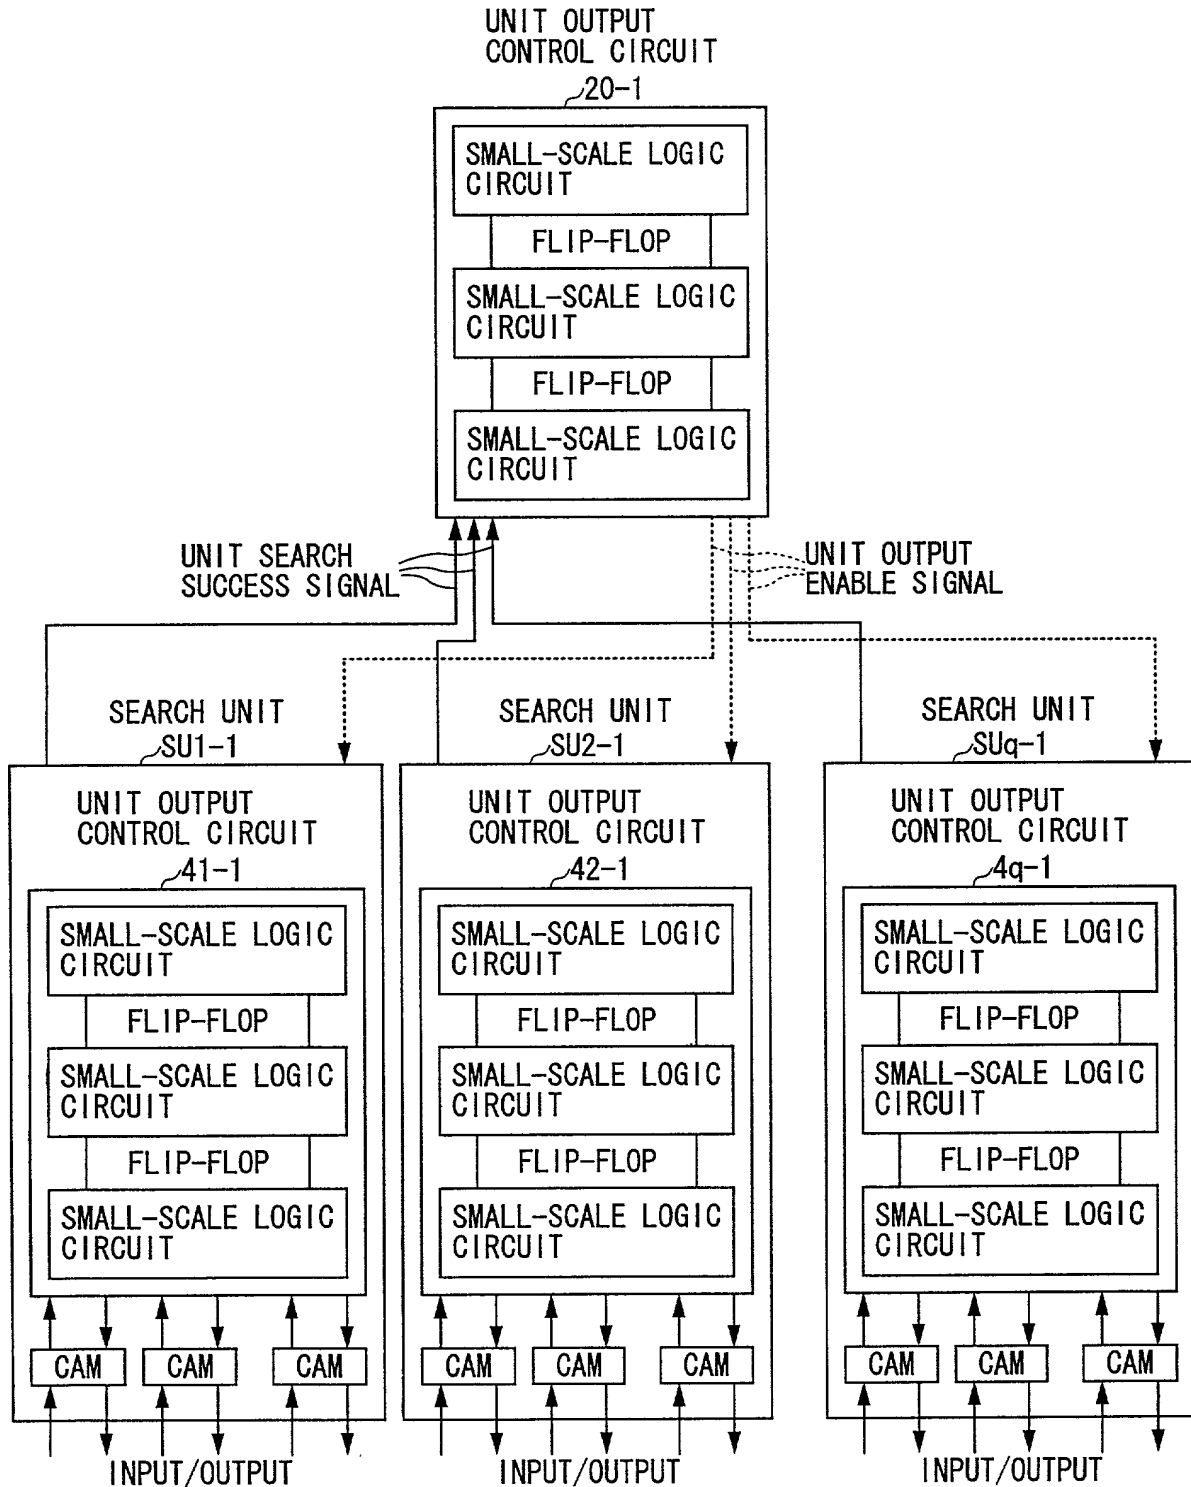 UNIT OUTPUT
CONTROL CIRCUIT
20-1
SMALL-SCALE LOGIC
CIRCUIT
FLIP-FLOP
SMALL-SCALE LOGIC
CIRCUIT
FLIP-FLOP
SMALL-SCALE LOGIC
CIRCUIT
UNIT SEARCH
SUCCESS SIGNAL
UNIT OUTPUT
ENABLE SIGNAL
SEARCH UNIT
SU1-1
UNIT OUTPUT
CONTROL CIRCUIT
41-1
SMALL-SCALE LOGIC
CIRCUIT
FLIP-FLOP
SMALL-SCALE LOGIC
CIRCUIT
FLIP-FLOP
SMALL-SCALE LOGIC
CIRCUIT
CAM
CAM
CAM
INPUT/OUTPUT
SEARCH UNIT
SU2-1
UNIT OUTPUT
CONTROL CIRCUIT
42-1
SMALL-SCALE LOGIC
CIRCUIT
FLIP-FLOP
SMALL-SCALE LOGIC
CIRCUIT
FLIP-FLOP
SMALL-SCALE LOGIC
CIRCUIT
CAM
CAM
CAM
INPUT/OUTPUT
SEARCH UNIT
SUq-1
UNIT OUTPUT
CONTROL CIRCUIT
4q-1
SMALL-SCALE LOGIC
CIRCUIT
FLIP-FLOP
SMALL-SCALE LOGIC
CIRCUIT
FLIP-FLOP
SMALL-SCALE LOGIC
CIRCUIT
CAM
CAM
CAM
INPUT/OUTPUT